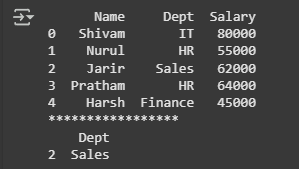 Name Dept Salary
0 Shivam IT 80000
1 Nurul HR 55000
2 Jarir Sales 62000
3 Pratham HR 64000
4 Harsh Finance 45000
*****************
Dept
2 Sales